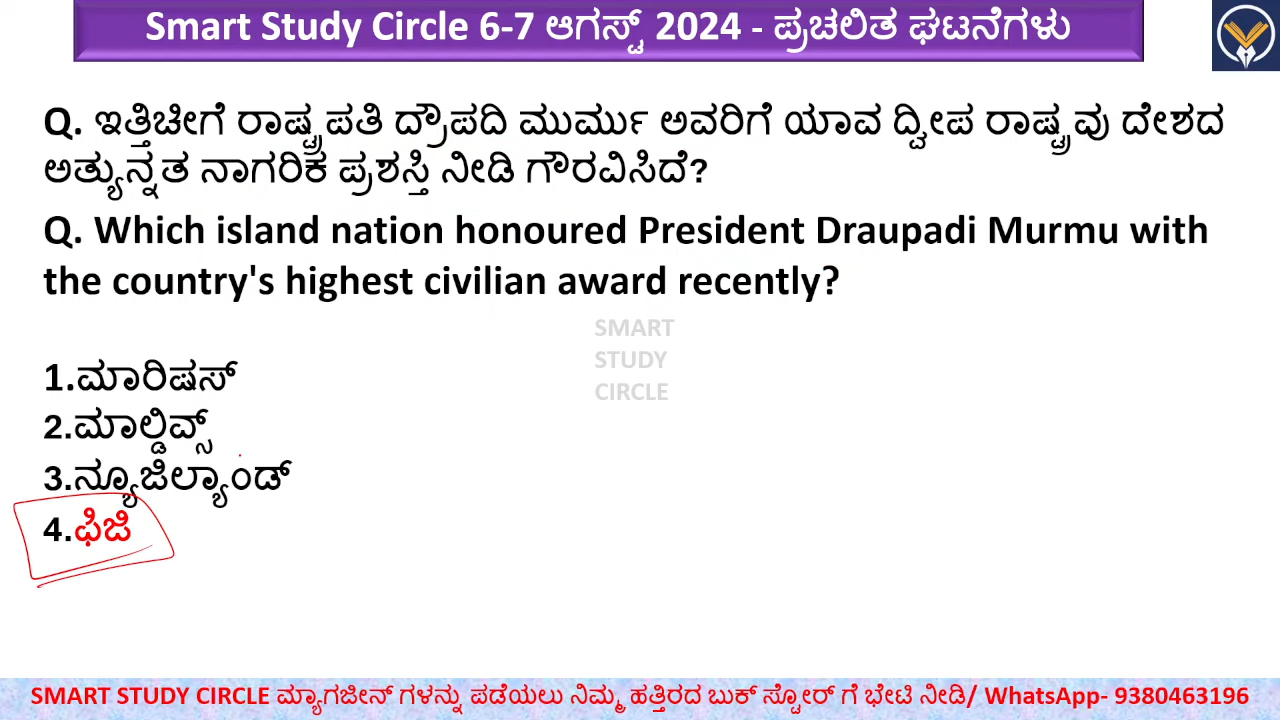 Smart Study Circle 6-7 ಆಗಸ್ಟ್ 2024 - ಪ್ರಚಲಿತ ಘಟನೆಗಳು
Q. ಇತ್ತಿಚೀಗೆ ರಾಷ್ಟ್ರಪತಿ ದ್ರೌಪದಿ ಮುರ್ಮು ಅವರಿಗೆ ಯಾವ ದ್ವೀಪ ರಾಷ್ಟ್ರವು ದೇಶದ
ಅತ್ಯುನ್ನತ ನಾಗರಿಕ ಪ್ರಶಸ್ತಿ ನೀಡಿ ಗೌರವಿಸಿದೆ?
Q. Which island nation honoured President Draupadi Murmu with
the country's highest civilian award recently?
SMART
STUDY
CIRCLE
1.ಮಾರಿಷಸ್
2.ಮಾಲ್ಡಿವ್ಸ್
3.ನ್ಯೂಜಿಲ್ಯಾಂಡ್
4.ಫಿಜಿ
SMART STUDY CIRCLE ಮ್ಯಾಗಜೀನ್ ಗಳನ್ನು ಪಡೆಯಲು ನಿಮ್ಮ ಹತ್ತಿರದ ಬುಕ್ ಸ್ಟೋರ್ ಗೆ ಭೇಟಿ ನೀಡಿ/ WhatsApp- 9380463196